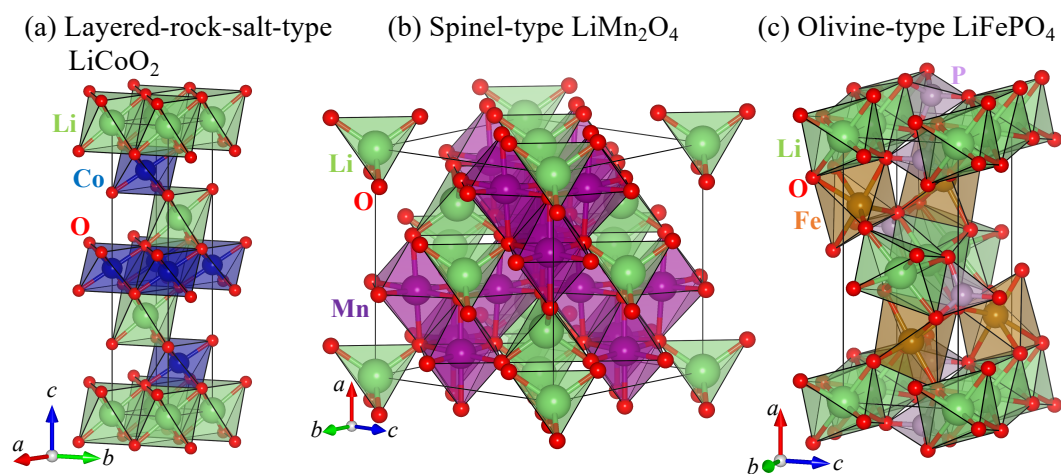 (a) Layered-rock-salt-type
LiCoO₂
(b) Spinel-type LiMn₂O₄
(c) Olivine-type LiFePO₄
Li
Co
O
c
a
b
Li
O
Mn
a
b
c
P
Li
O
Fe
a
b
c